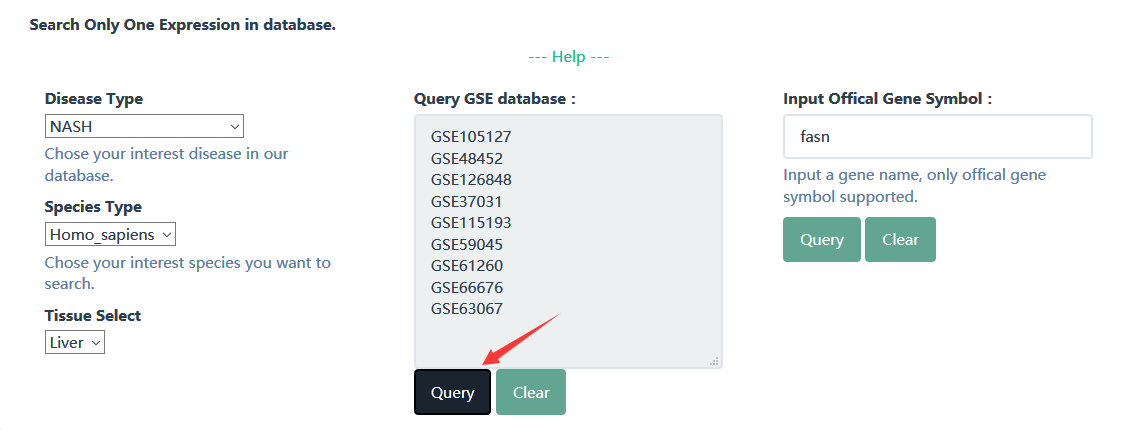 Search Only One Expression in database.
--- Help ---
Disease Type
NASH
Chose your interest disease in our
database.
Species Type
Homo_sapiens
Chose your interest species you want to
search.
Tissue Select
Liver
Query GSE database :
GSE105127
GSE48452
GSE126848
GSE37031
GSE115193
GSE59045
GSE61260
GSE66676
GSE63067
Query Clear
Input Offical Gene Symbol :
fasn
Input a gene name, only offical gene
symbol supported.
Query Clear